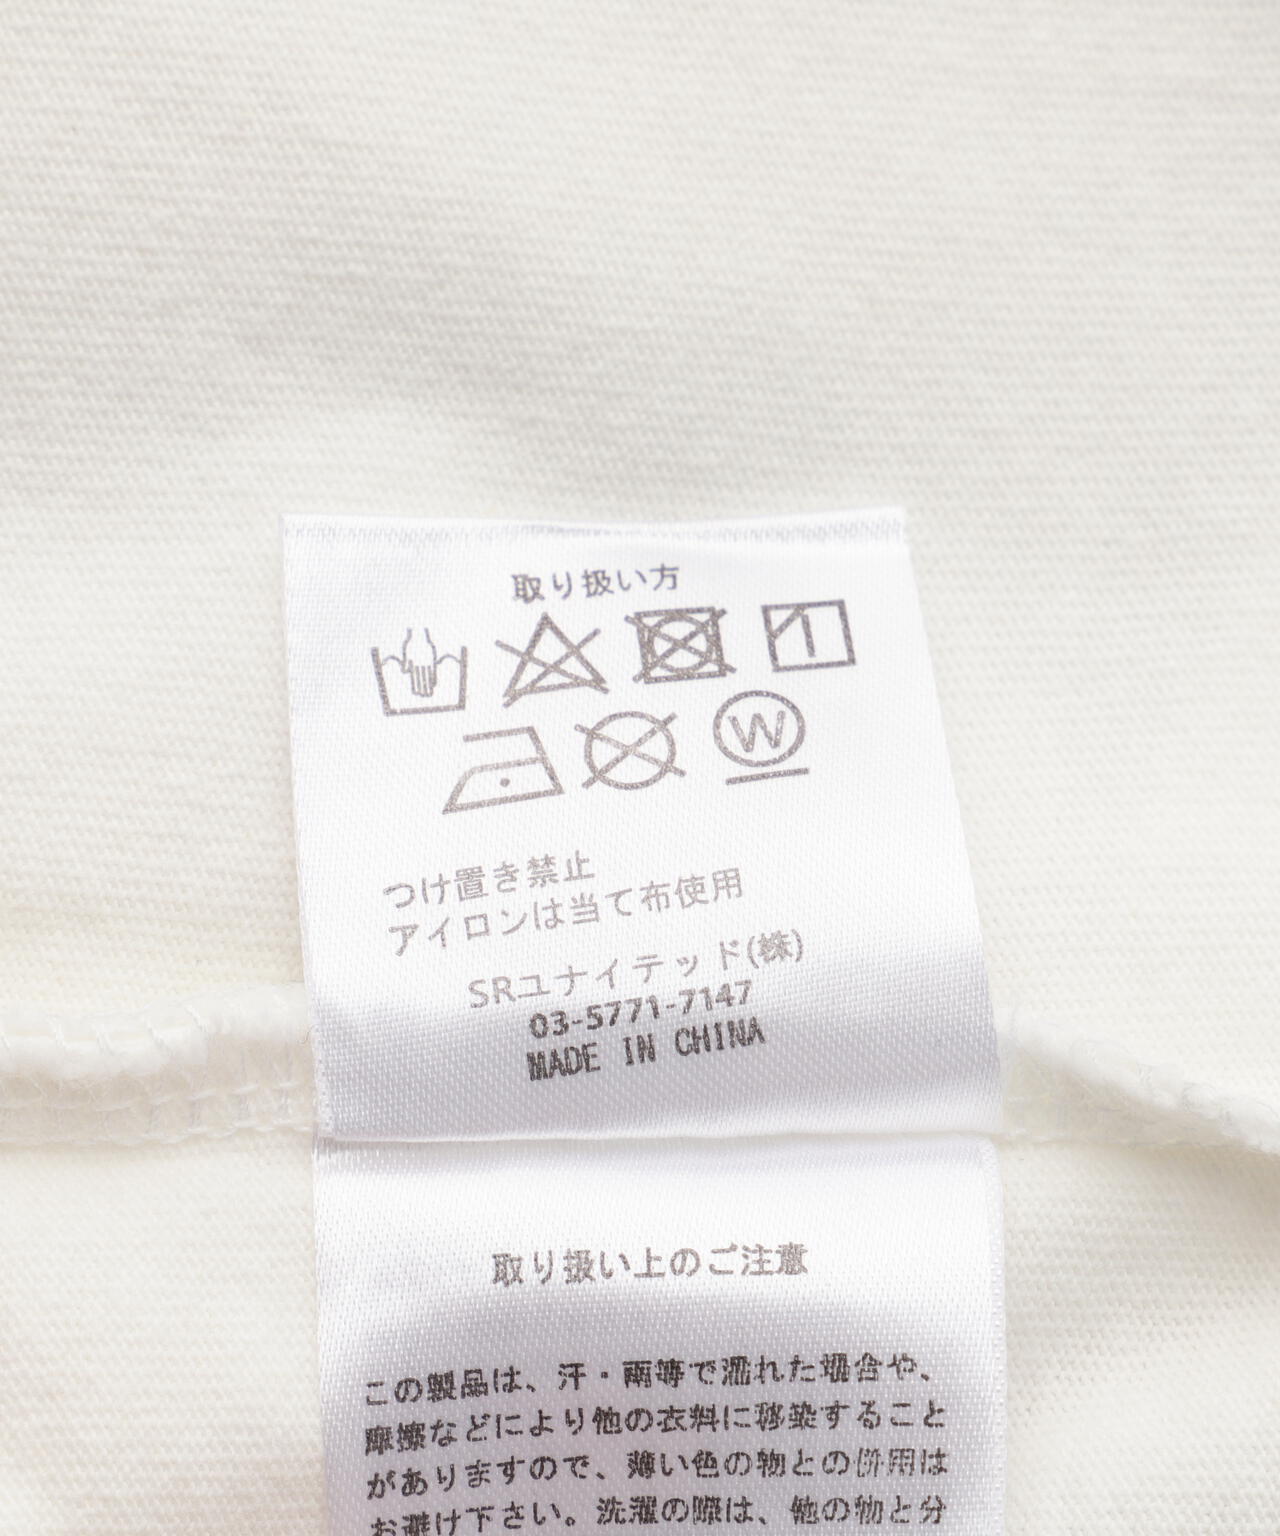 取り扱い方
W
つけ置き禁止
アイロンは当て布使用
SRユナイテッド(株)
03-5771-7147
MADE IN CHINA
取り扱い上のご注意
この製品は、汗・雨等で濡れた場合や、
摩擦などにより他の衣料に移染すること
がありますので、薄い色の物との併用は
お避け下さい。洗濯の際は、他の物と分